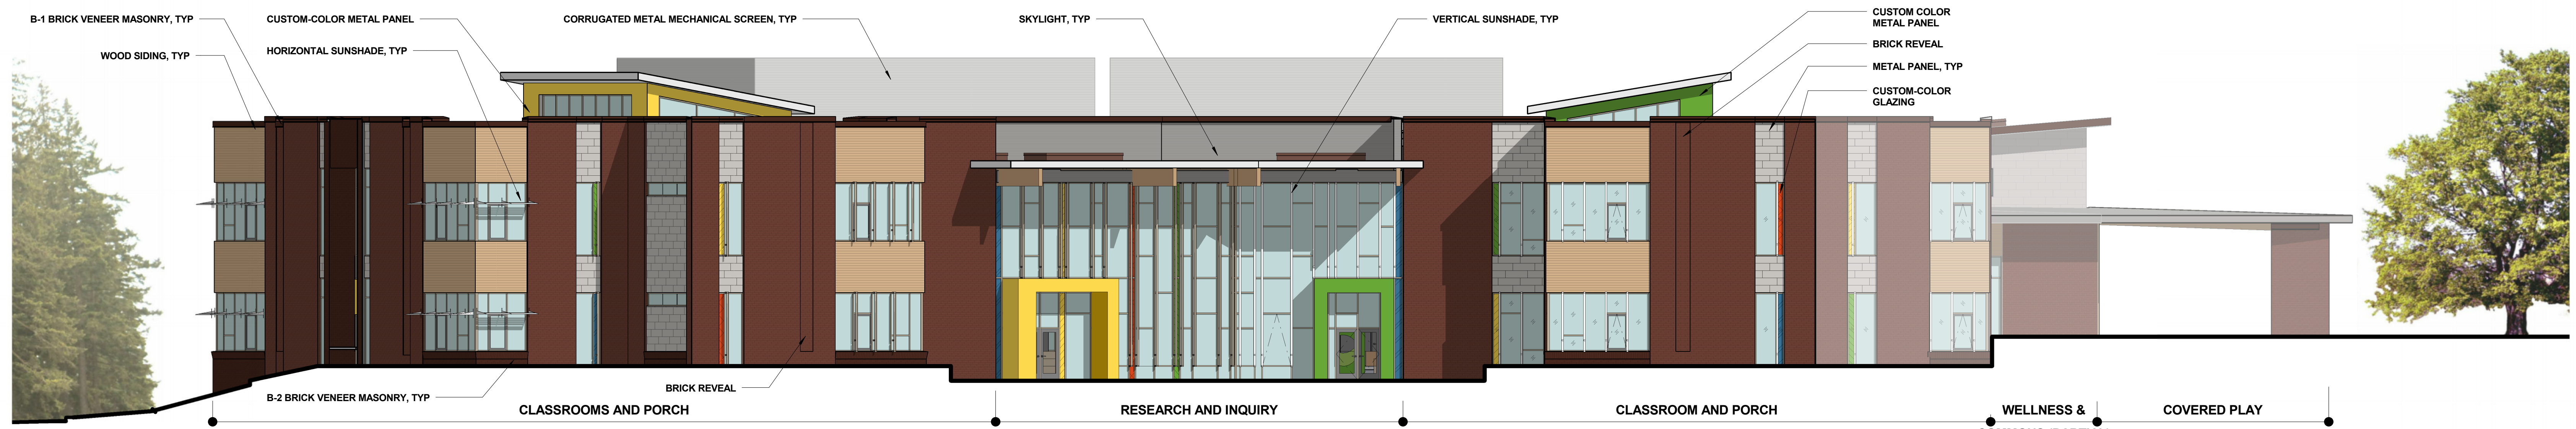 B-1 BRICK VENEER MASONRY, TYP
WOOD SIDING, TYP
CUSTOM-COLOR METAL PANEL
HORIZONTAL SUNSHADE, TYP
CORRUGATED METAL MECHANICAL SCREEN, TYP
SKYLIGHT, TYP
VERTICAL SUNSHADE, TYP
CUSTOM COLOR
METAL PANEL
BRICK REVEAL
METAL PANEL, TYP
CUSTOM-COLOR
GLAZING
BRICK REVEAL
B-2 BRICK VENEER MASONRY, TYP
CLASSROOMS AND PORCH
RESEARCH AND INQUIRY
CLASSROOM AND PORCH
WELLNESS &
COVERED PLAY